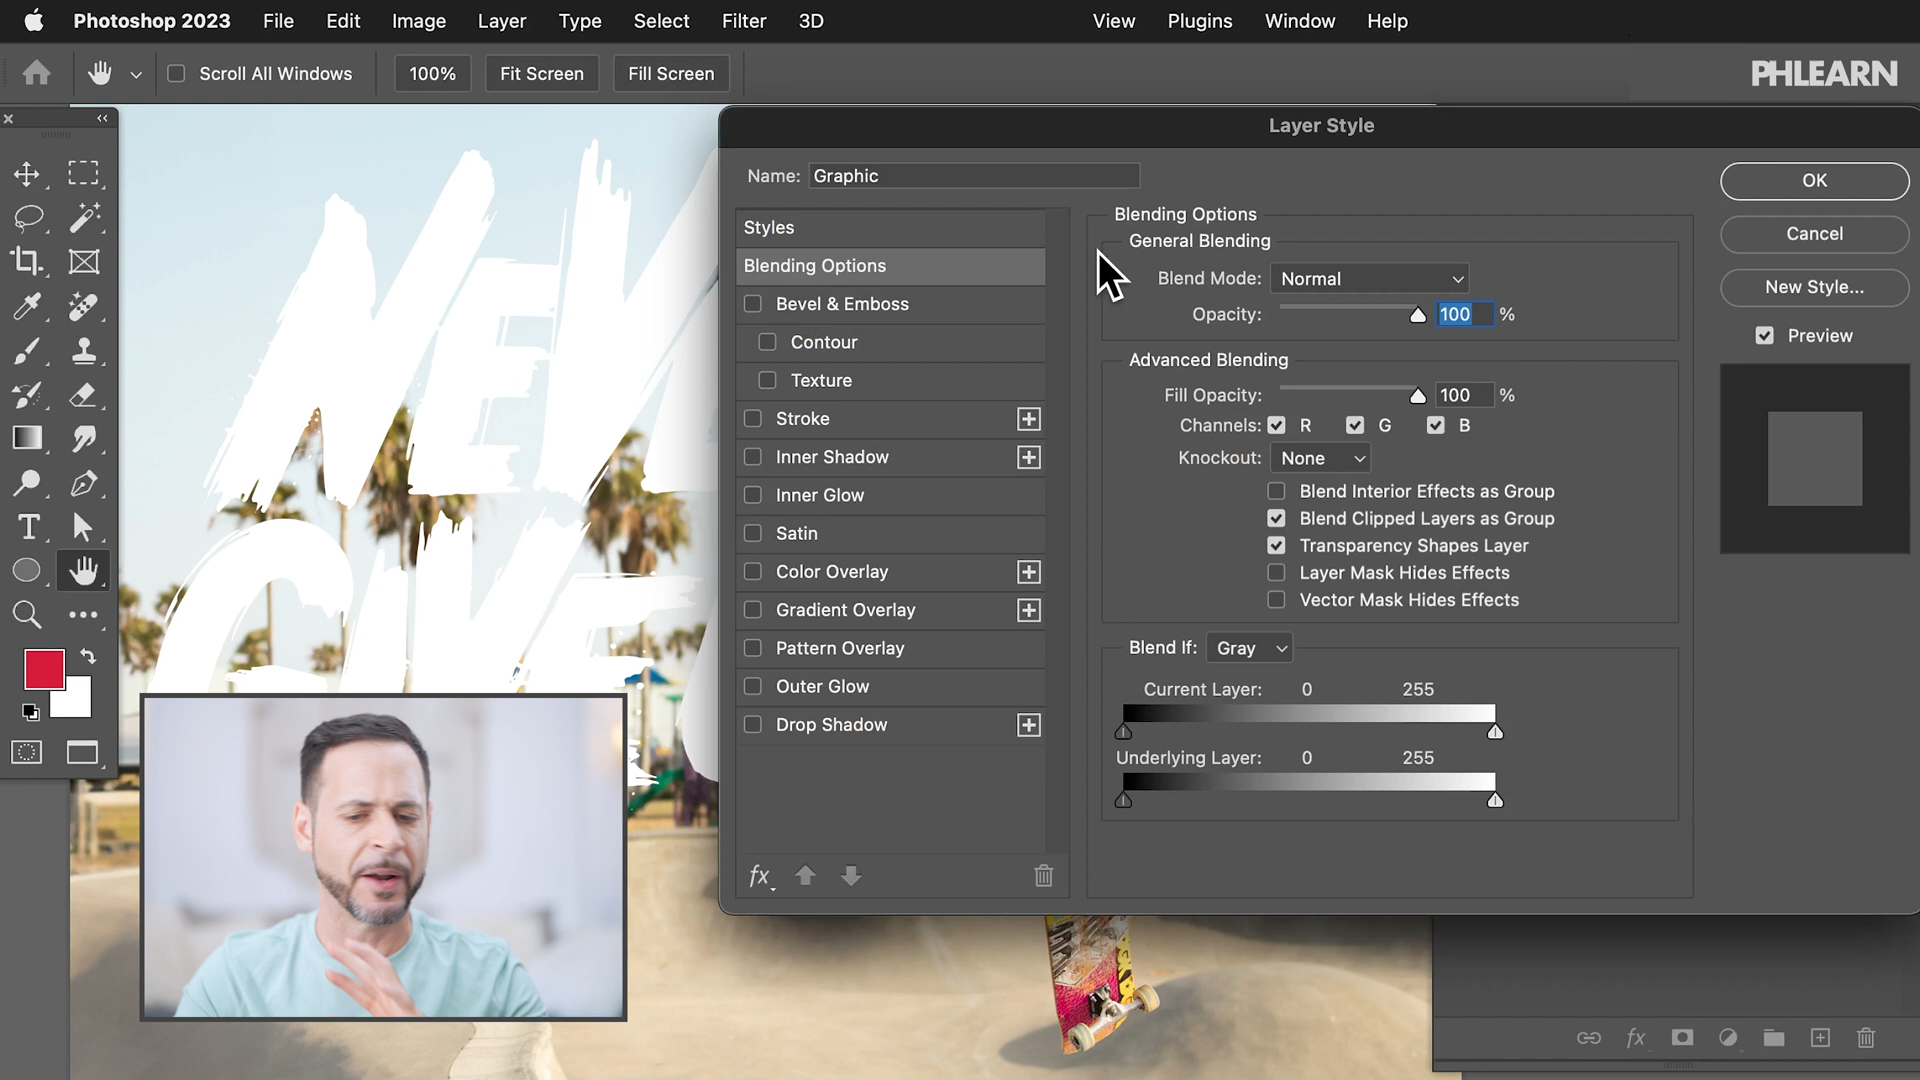 Photoshop 2023 File Edit Image Layer Type Select Filter 3D View Plugins Window Help
Scroll All Windows 100% Fit Screen Fill Screen PHLEARN
Layer Style
Name: Graphic
OK
Cancel
New Style...
Preview
Styles
Blending Options
Bevel & Emboss
Contour
Texture
Stroke
Inner Shadow
Inner Glow
Satin
Color Overlay
Gradient Overlay
Pattern Overlay
Outer Glow
Drop Shadow
fx
Blending Options
General Blending
Blend Mode: Normal
Opacity: 100 %
Advanced Blending
Fill Opacity: 100 %
Channels: R G B
Knockout: None
Blend Interior Effects as Group
Blend Clipped Layers as Group
Transparency Shapes Layer
Layer Mask Hides Effects
Vector Mask Hides Effects
Blend If: Gray
Current Layer: 0 255
Underlying Layer: 0 255
NEV
GIVE
fx